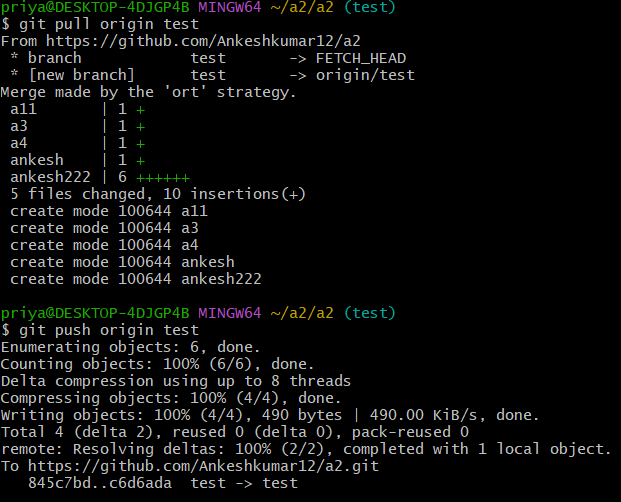 priya@DESKTOP-4DJGP4B MINGW64 ~/a2/a2 (test)
$ git pull origin test
From https://github.com/Ankeshkumar12/a2
 * branch            test       -> FETCH_HEAD
 * [new branch]      test       -> origin/test
Merge made by the 'ort' strategy.
 a11       | 1 +
 a3        | 1 +
 a4        | 1 +
 ankesh    | 1 +
 ankesh222 | 6 ++++++
 5 files changed, 10 insertions(+)
 create mode 100644 a11
 create mode 100644 a3
 create mode 100644 a4
 create mode 100644 ankesh
 create mode 100644 ankesh222
priya@DESKTOP-4DJGP4B MINGW64 ~/a2/a2 (test)
$ git push origin test
Enumerating objects: 6, done.
Counting objects: 100% (6/6), done.
Delta compression using up to 8 threads
Compressing objects: 100% (4/4), done.
Writing objects: 100% (4/4), 490 bytes | 490.00 KiB/s, done.
Total 4 (delta 2), reused 0 (delta 0), pack-reused 0
remote: Resolving deltas: 100% (2/2), completed with 1 local object.
To https://github.com/Ankeshkumar12/a2.git
   845c7bd..c6d6ada  test -> test